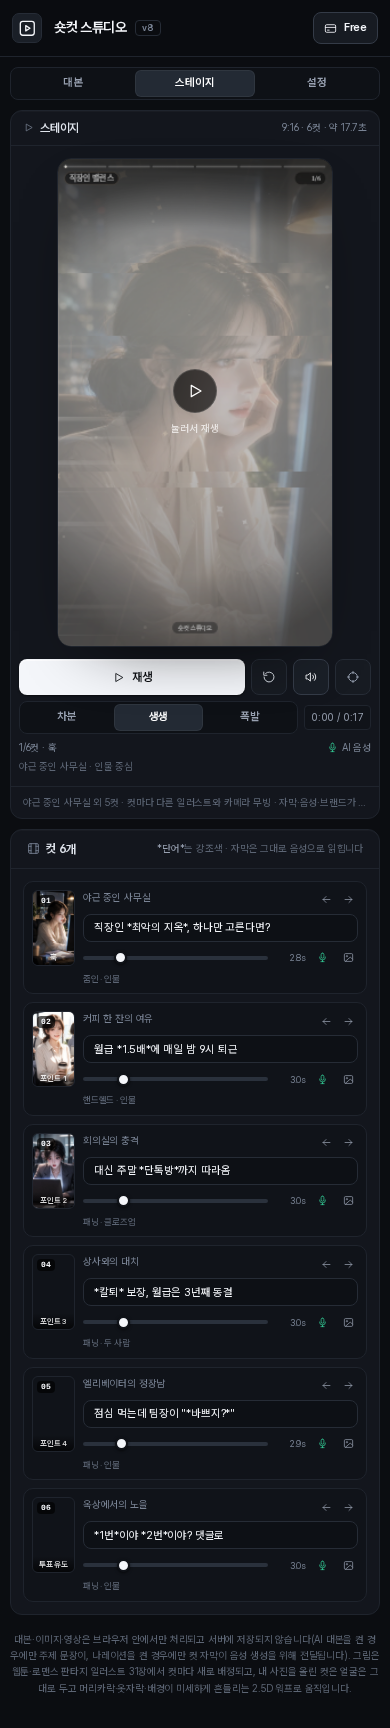 숏컷 스튜디오 v8 Free
대본 스테이지 설정
스테이지 9:16 · 6컷 · 약 17.7초
직장인 밸런스 1/6
눌러서 재생
숏컷 스튜디오
재생
차분 생생 폭발 0:00 / 0:17
1/6컷 · 훅 AI 음성
야근 중인 사무실 · 인물 중심
야근 중인 사무실 외 5컷 · 컷마다 다른 일러스트와 카메라 무빙 · 자막·음성·브랜드가 ...
컷 6개 *단어*는 강조색 · 자막은 그대로 음성으로 읽힙니다
01 야근 중인 사무실
직장인 *최악의 지옥*, 하나만 고른다면?
훅 2.8s
줌인 · 인물
02 커피 한 잔의 여유
월급 *1.5배*에 매일 밤 9시 퇴근
포인트 1 3.0s
핸드헬드 · 인물
03 회의실의 충격
대신 주말 *단톡방*까지 따라옴
포인트 2 3.0s
패닝 · 클로즈업
04 상사와의 대치
*칼퇴* 보장, 월급은 3년째 동결
포인트 3 3.0s
패닝 · 두 사람
05 엘리베이터의 정장남
점심 먹는데 팀장이 "*바쁘지?*"
포인트 4 2.9s
패닝 · 인물
06 옥상에서의 노을
*1번*이야 *2번*이야? 댓글로
투표 유도 3.0s
패닝 · 인물
대본·이미지·영상은 브라우저 안에서만 처리되고 서버에 저장되지 않습니다(AI 대본을 켠 경
우에만 주제 문장이, 나레이션을 켠 경우에만 컷 자막이 음성 생성을 위해 전달됩니다). 그림은
웹툰·로맨스 판타지 일러스트 31장에서 컷마다 새로 배정되고, 내 사진을 올린 컷은 얼굴은 그
대로 두고 머리카락·옷자락·배경이 미세하게 흔들리는 2.5D 워프로 움직입니다.